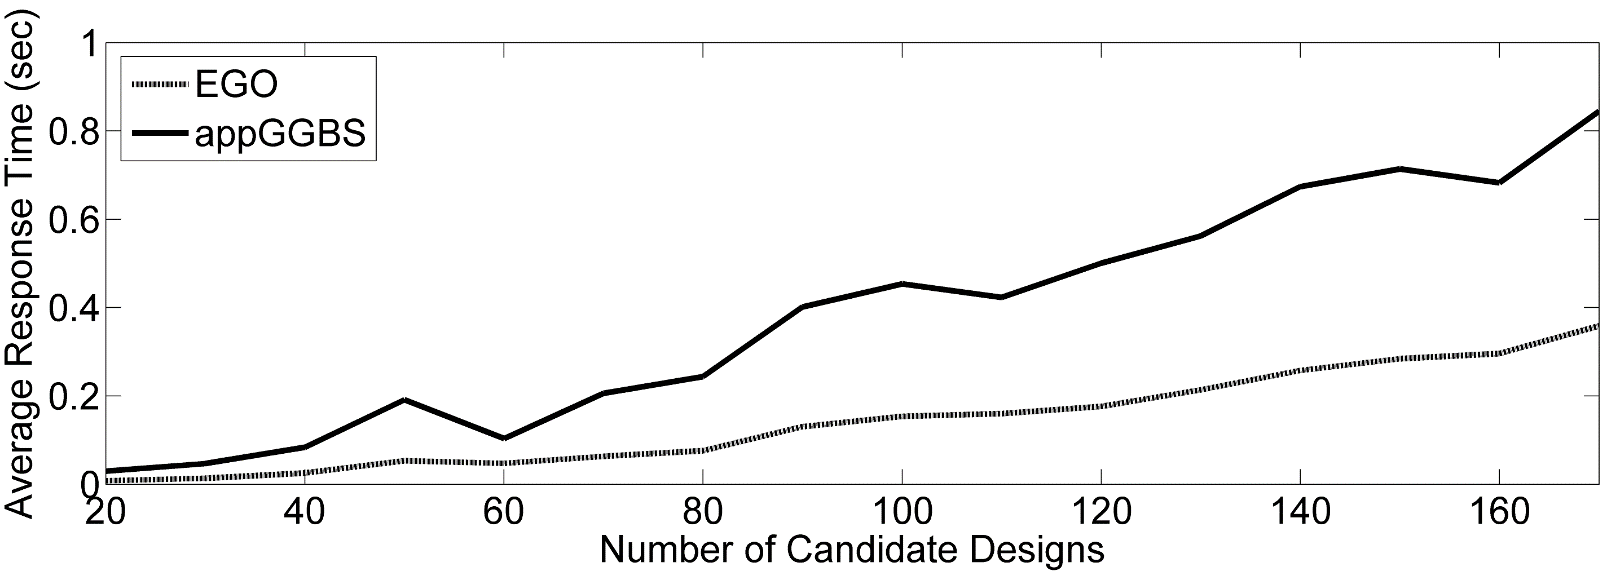 Average Response Time (sec)
1
0.8
0.6
0.4
0.2
0
EGO
appGGBS
20 40 60 80 100 120 140 160
Number of Candidate Designs